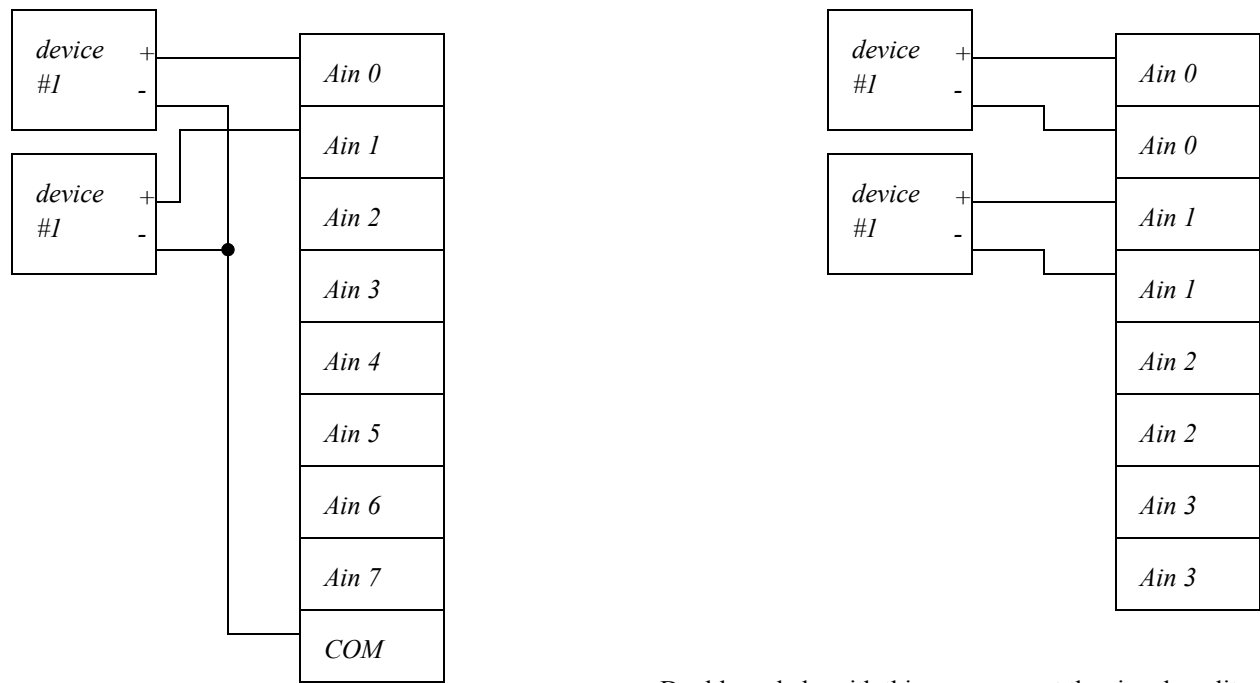 device +
#1 -
device +
#1 -
Ain 0
Ain 1
Ain 2
Ain 3
Ain 4
Ain 5
Ain 6
Ain 7
COM
device +
#1 -
device +
#1 -
Ain 0
Ain 0
Ain 1
Ain 1
Ain 2
Ain 2
Ain 3
Ain 3